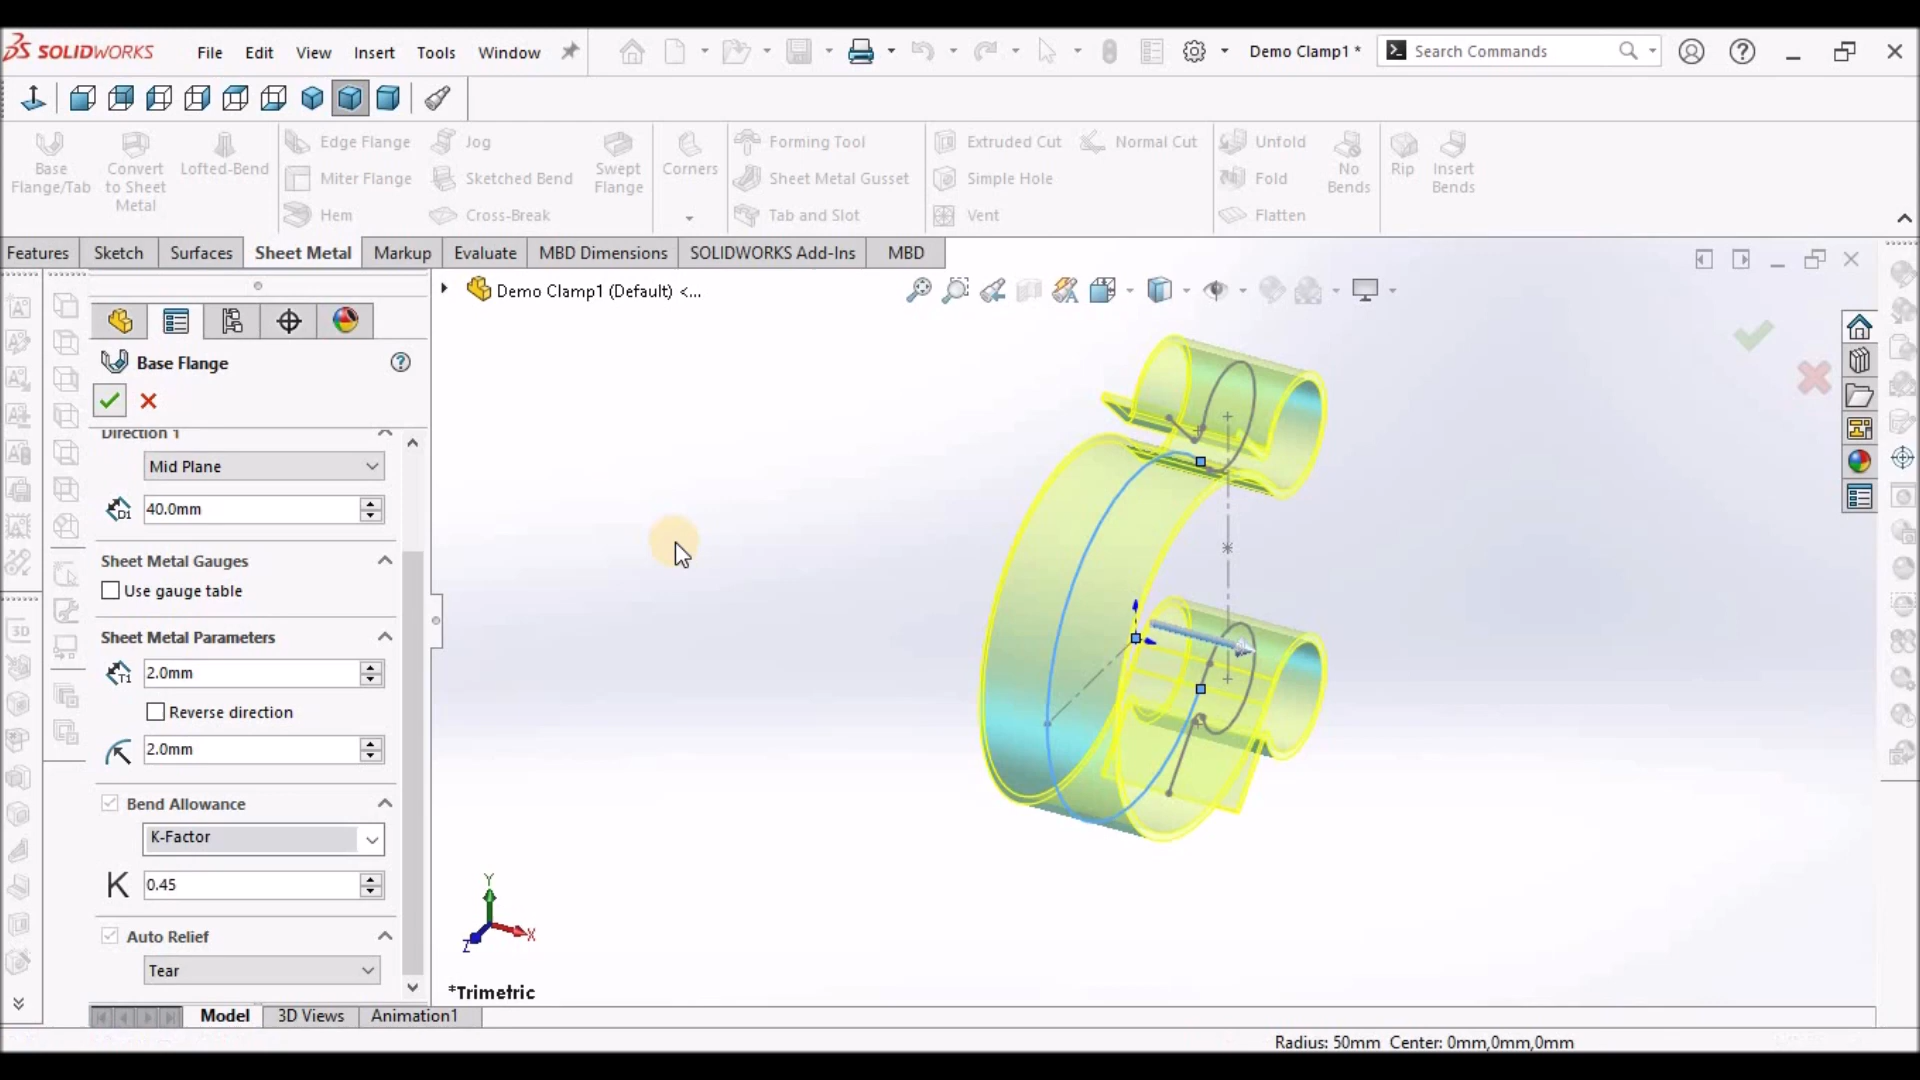 SOLIDWORKS
File Edit View Insert Tools Window
Demo Clamp1 *
Search Commands
Base Flange/Tab
Convert to Sheet Metal
Lofted-Bend
Edge Flange
Miter Flange
Hem
Jog
Sketched Bend
Cross-Break
Swept Flange
Corners
Forming Tool
Sheet Metal Gusset
Tab and Slot
Extruded Cut
Simple Hole
Vent
Normal Cut
Unfold
Fold
Flatten
No Bends
Rip
Insert Bends
Features Sketch Surfaces Sheet Metal Markup Evaluate MBD Dimensions SOLIDWORKS Add-Ins MBD
Demo Clamp1 (Default) <...
Base Flange
Direction 1
Mid Plane
D1
40.0mm
Sheet Metal Gauges
Use gauge table
Sheet Metal Parameters
T1
2.0mm
Reverse direction
2.0mm
Bend Allowance
K-Factor
K
0.45
Auto Relief
Tear
3D
Y
X
Z
*Trimetric
Model 3D Views Animation1
Radius: 50mm Center: 0mm,0mm,0mm